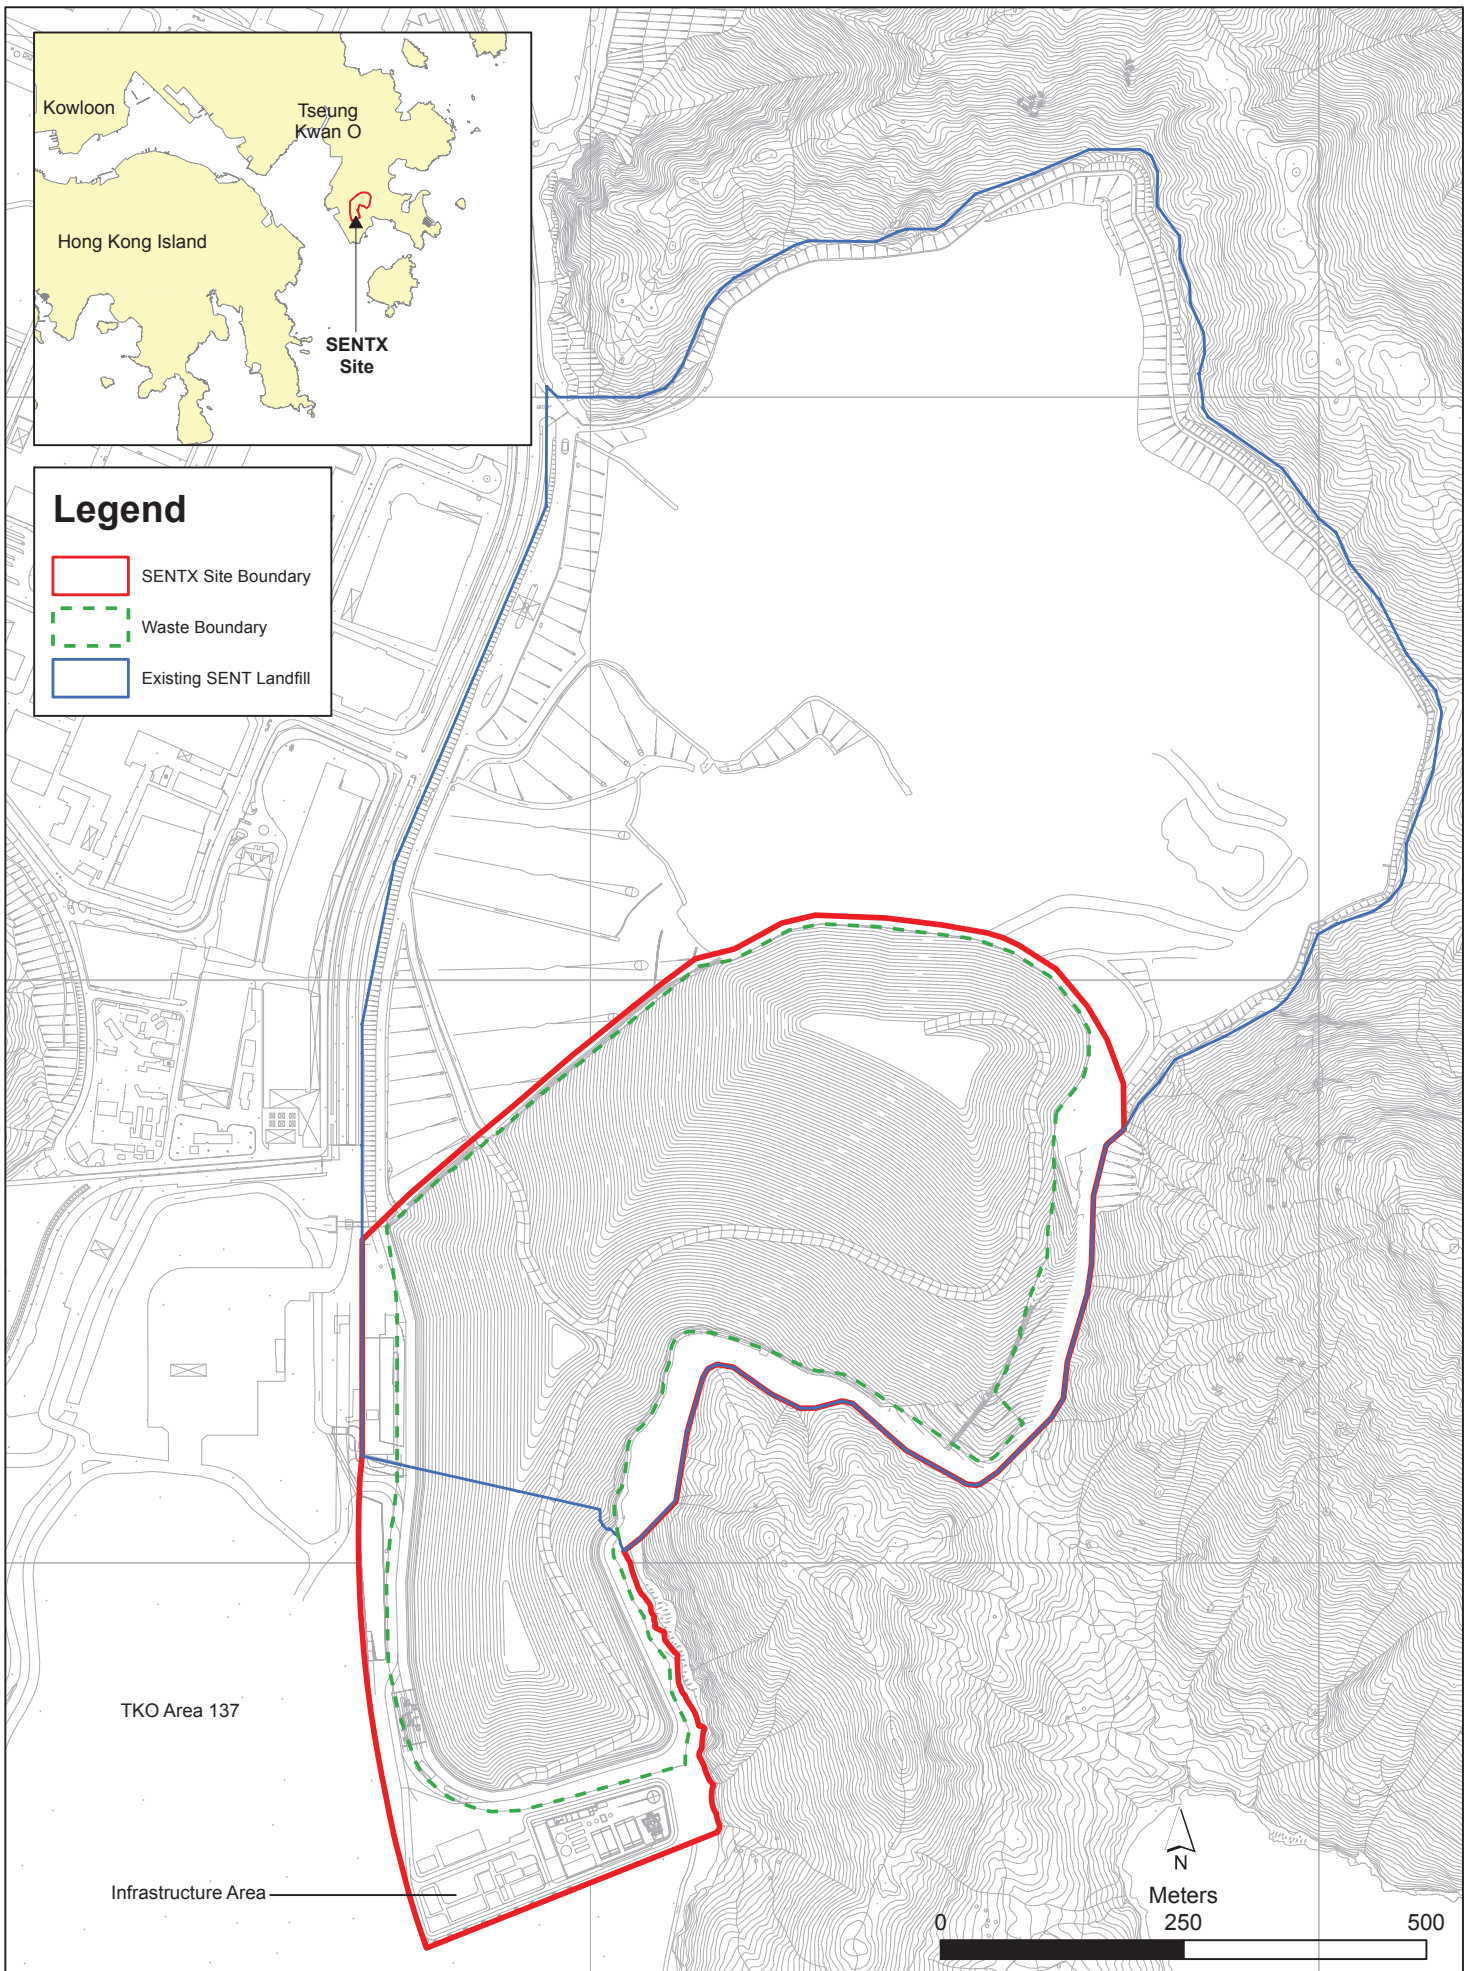 Kowloon
Tseung
Kwan O
Hong Kong Island
SENTX
Site
Legend
SENTX Site Boundary
Waste Boundary
Existing SENT Landfill
TKO Area 137
Infrastructure Area
N
Meters
0 250 500